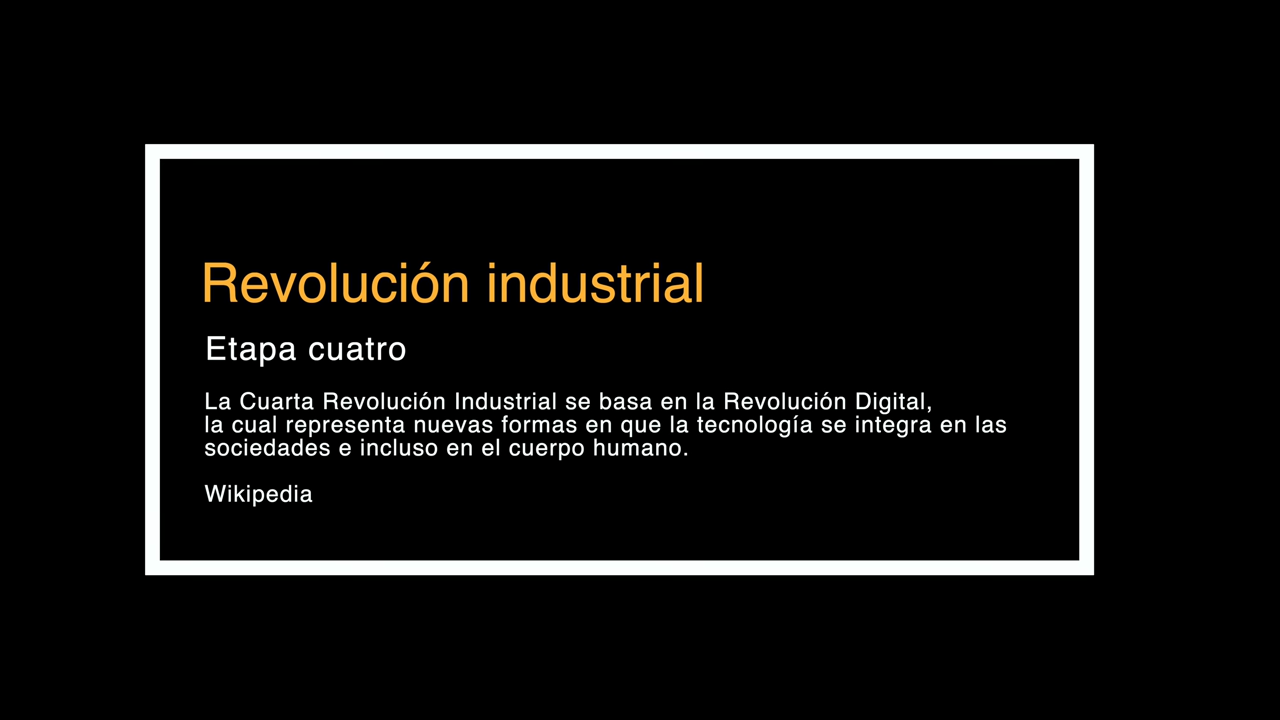 Revolución industrial
Etapa cuatro
La Cuarta Revolución Industrial se basa en la Revolución Digital,
la cual representa nuevas formas en que la tecnología se integra en las
sociedades e incluso en el cuerpo humano.
Wikipedia